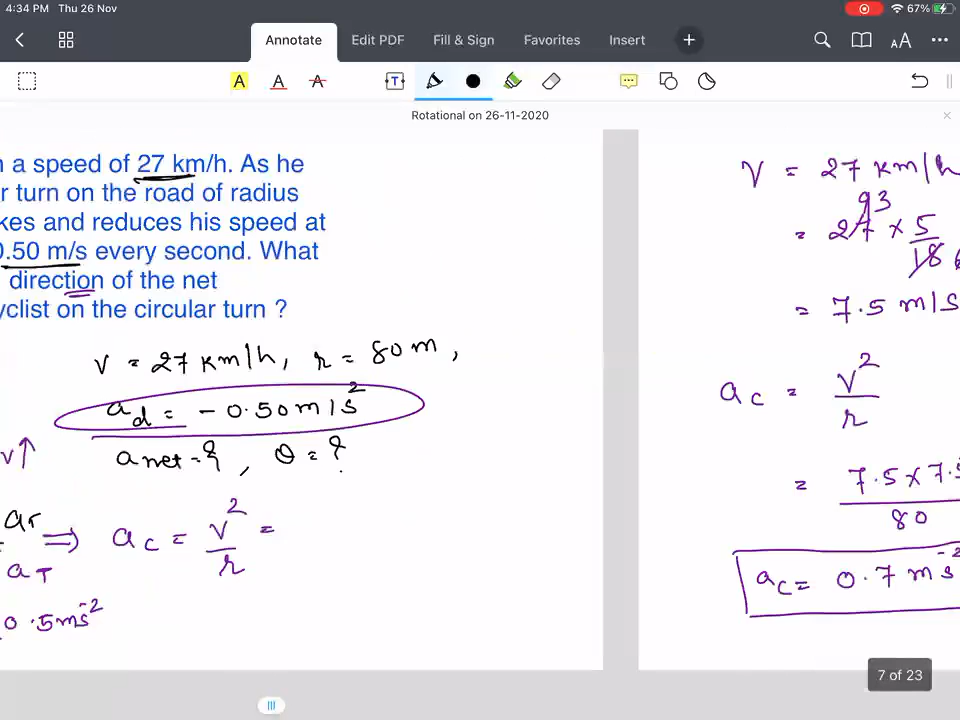 4:34 PM Thu 26 Nov
67%
Annotate Edit PDF Fill & Sign Favorites Insert
A A A T
Rotational on 26-11-2020
a speed of 27 km/h. As he
r turn on the road of radius
kes and reduces his speed at
0.50 m/s every second. What
direction of the net
yclist on the circular turn ?
v = 27 km/h, r = 80 m,
a_d = - 0.50 m/s²
v↑
a net = ?, θ = ?
ar
⇒ a_c = v²/r =
a_T
0.5 ms⁻²
v = 27 km/h
= 27 × 5/18
= 7.5 m/s
a_c = v²/r
= 7.5 × 7.5/80
a_c = 0.7 ms⁻²
7 of 23